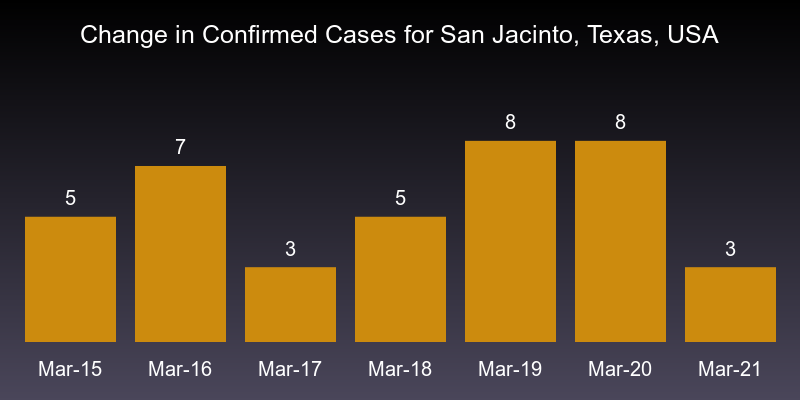 Change in Confirmed Cases for San Jacinto, Texas, USA
5
7
3
5
8
8
3
Mar-15
Mar-16
Mar-17
Mar-18
Mar-19
Mar-20
Mar-21